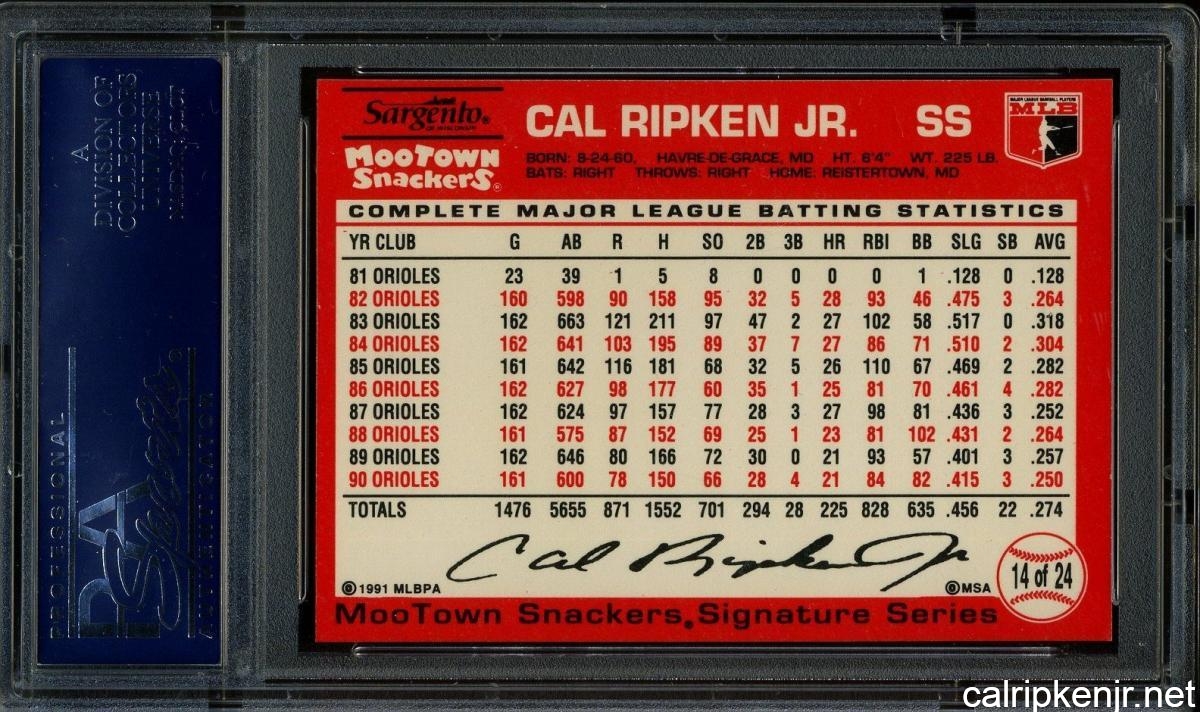 A
DIVISION OF
COLLECTORS
UNIVERSE
NASDAQ: CLCT
PROFESSIONAL
PSA
Sports
AUTHENTICATOR
Sargento®
OF WISCONSIN
MooTown
Snackers®
CAL RIPKEN JR. SS
MAJOR LEAGUE BASEBALL PLAYERS
MLB
BORN: 8-24-60, HAVRE-DE-GRACE, MD HT. 6'4" WT. 225 LB.
BATS: RIGHT THROWS: RIGHT HOME: REISTERTOWN, MD
COMPLETE MAJOR LEAGUE BATTING STATISTICS
YR CLUB G AB R H SO 2B 3B HR RBI BB SLG SB AVG
81 ORIOLES 23 39 1 5 8 0 0 0 0 1 .128 0 .128
82 ORIOLES 160 598 90 158 95 32 5 28 93 46 .475 3 .264
83 ORIOLES 162 663 121 211 97 47 2 27 102 58 .517 0 .318
84 ORIOLES 162 641 103 195 89 37 7 27 86 71 .510 2 .304
85 ORIOLES 161 642 116 181 68 32 5 26 110 67 .469 2 .282
86 ORIOLES 162 627 98 177 60 35 1 25 81 70 .461 4 .282
87 ORIOLES 162 624 97 157 77 28 3 27 98 81 .436 3 .252
88 ORIOLES 161 575 87 152 69 25 1 23 81 102 .431 2 .264
89 ORIOLES 162 646 80 166 72 30 0 21 93 57 .401 3 .257
90 ORIOLES 161 600 78 150 66 28 4 21 84 82 .415 3 .250
TOTALS 1476 5655 871 1552 701 294 28 225 828 635 .456 22 .274
Cal Ripken Jr
© 1991 MLBPA
© MSA
14 of 24
MooTown Snackers® Signature Series
calripkenjr.net